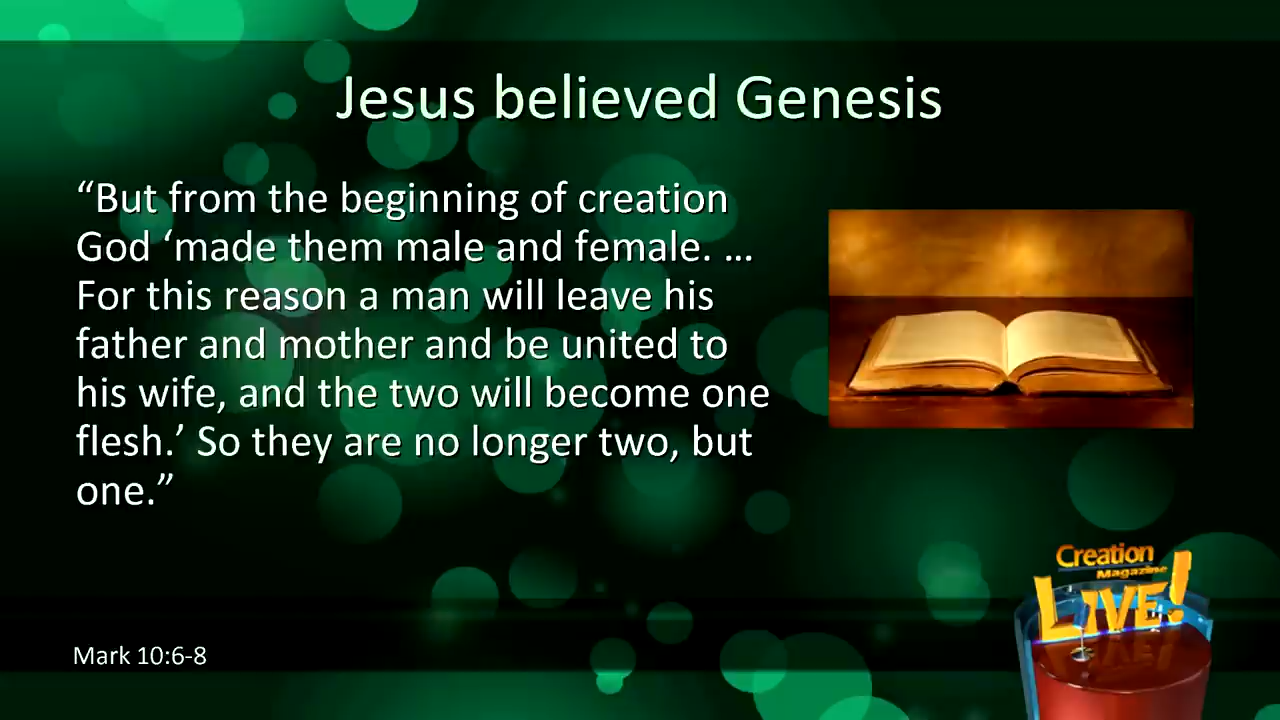 Jesus believed Genesis
“But from the beginning of creation
God ‘made them male and female. …
For this reason a man will leave his
father and mother and be united to
his wife, and the two will become one
flesh.’ So they are no longer two, but
one.”
Creation
Magazine
LIVE!
Mark 10:6-8